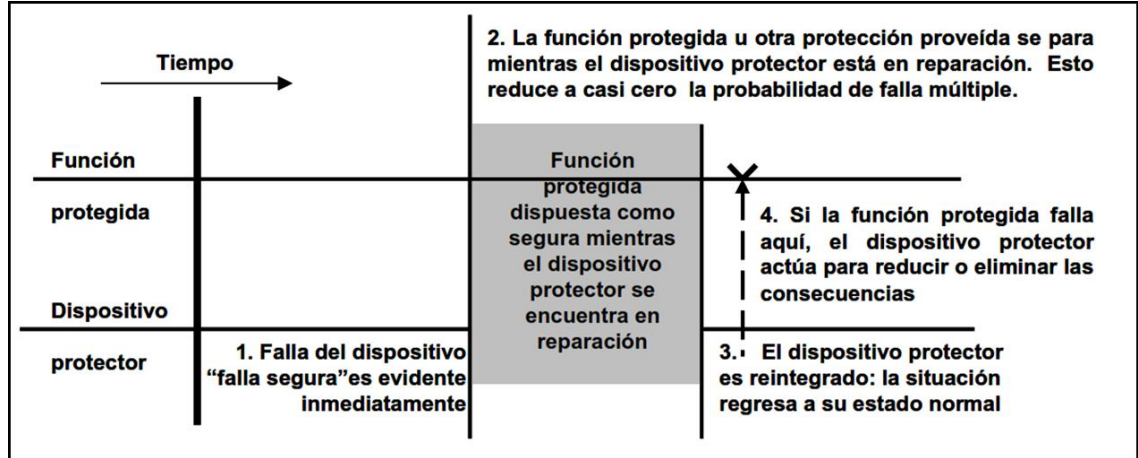 Tiempo
2. La función protegida u otra protección proveída se para
mientras el dispositivo protector está en reparación. Esto
reduce a casi cero la probabilidad de falla múltiple.
Función
protegida
Función
protegida
dispuesta como
segura mientras
el dispositivo
protector se
encuentra en
reparación
4. Si la función protegida falla
aquí, el dispositivo protector
actúa para reducir o eliminar las
consecuencias
Dispositivo
protector
1. Falla del dispositivo
“falla segura”es evidente
inmediatamente
3. El dispositivo protector
es reintegrado: la situación
regresa a su estado normal